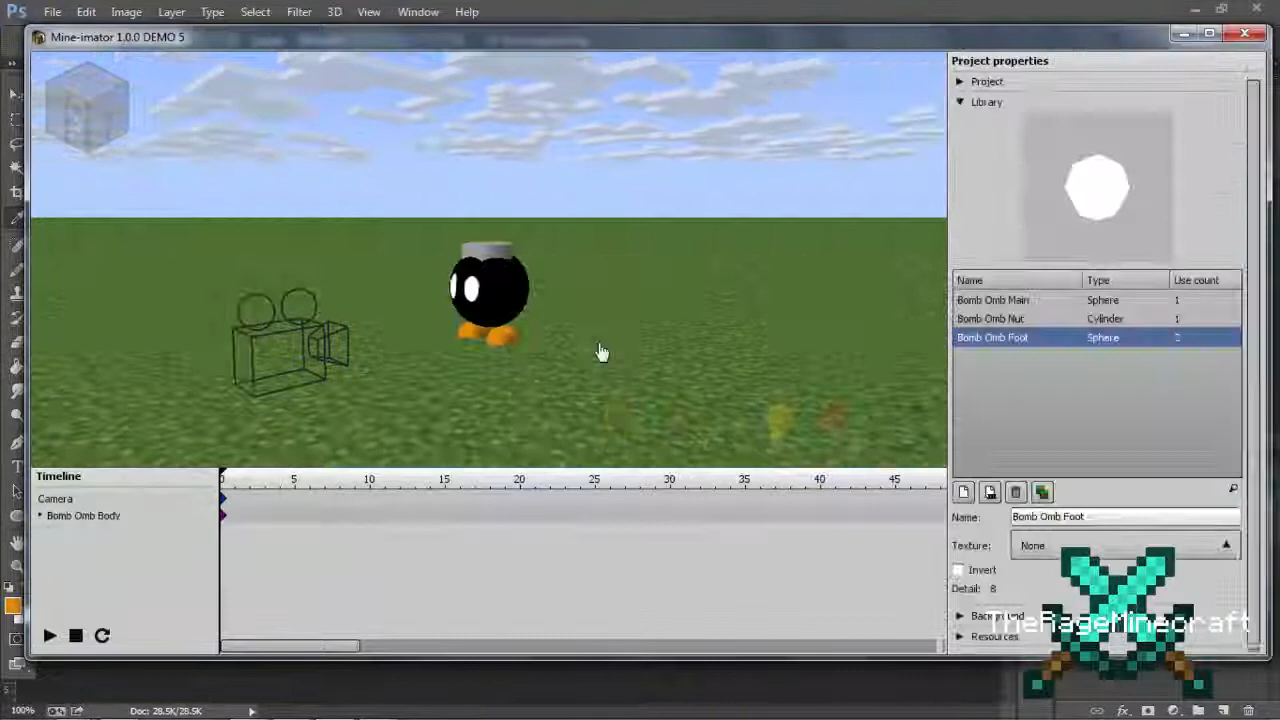 Ps File Edit Image Layer Type Select Filter 3D View Window Help
Mine-imator 1.0.0 DEMO 5
Project properties
Project
Library
Name Type Use count
Bomb Omb Main Sphere 1
Bomb Omb Nut Cylinder 1
Bomb Omb Foot Sphere
Name: Bomb Omb Foot
Texture: None
Invert
Detail: 8
Background
Resources
TheRageMinecraft
Timeline
0 5 10 15 20 25 30 35 40 45
Camera
Bomb Omb Body
100% Doc: 28.5K/28.5K